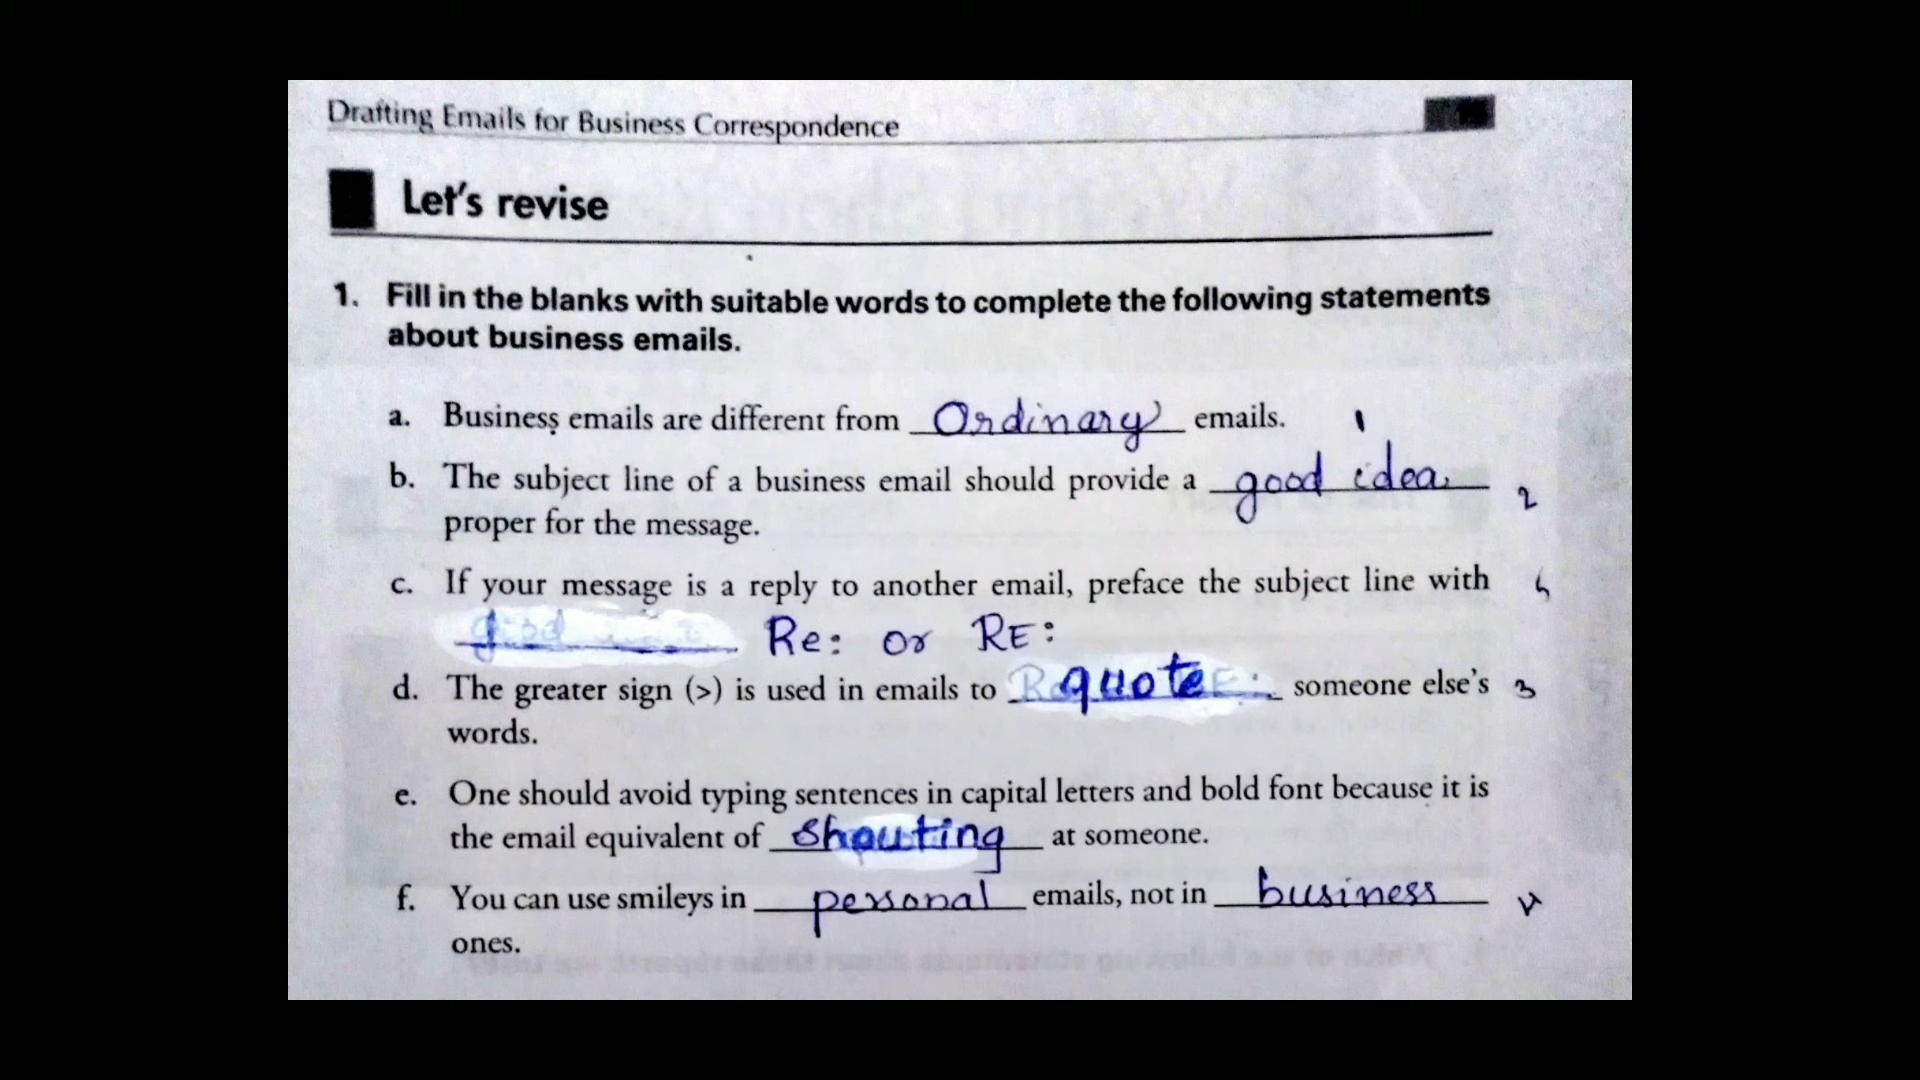 Drafting Emails for Business Correspondence
Let's revise
1. Fill in the blanks with suitable words to complete the following statements
about business emails.
a. Business emails are different from Ordinary emails. 1
b. The subject line of a business email should provide a good idea 2
proper for the message.
c. If your message is a reply to another email, preface the subject line with
Re: or RE:
d. The greater sign (>) is used in emails to quote someone else's 3
words.
e. One should avoid typing sentences in capital letters and bold font because it is
the email equivalent of shouting at someone.
f. You can use smileys in personal emails, not in business
ones.